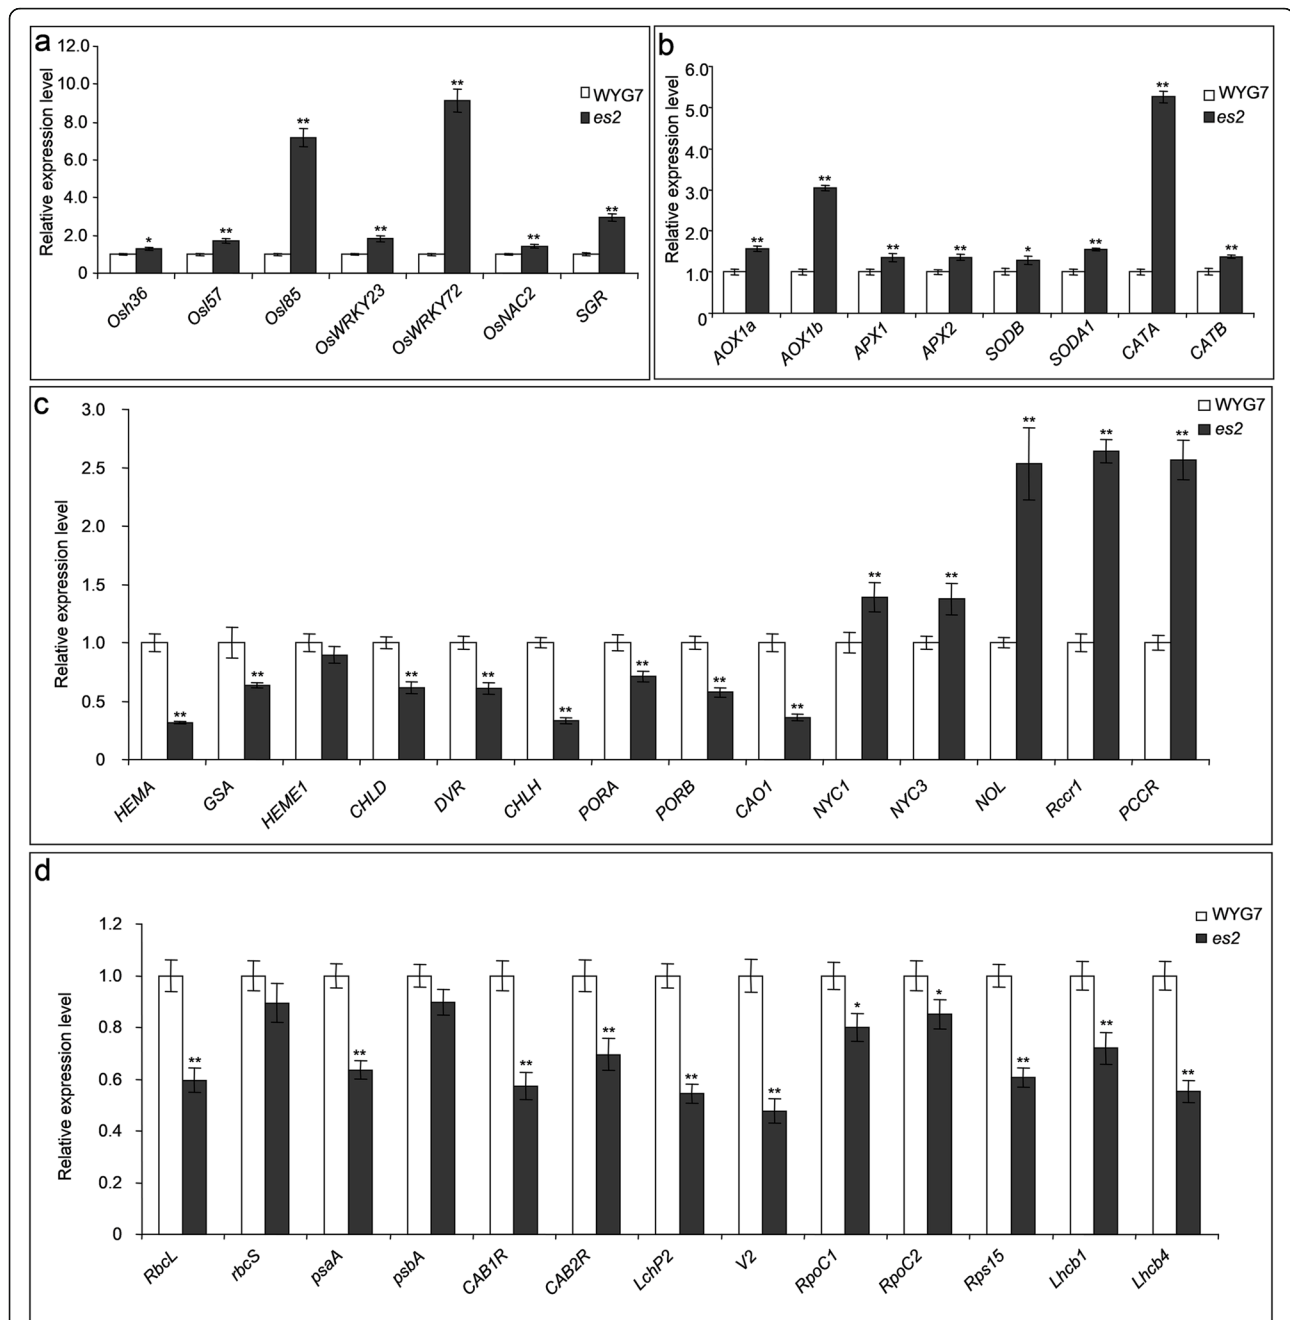 a
Relative expression level
12.0
10.0
8.0
6.0
4.0
2.0
0
WYG7
es2
*
**
**
**
**
**
**
Osh36
Osl57
Osl85
OsWRKY23
OsWRKY72
OsNAC2
SGR
b
Relative expression level
6.0
5.0
4.0
3.0
2.0
1.0
0
WYG7
es2
**
**
**
**
*
**
**
**
AOX1a
AOX1b
APX1
APX2
SODB
SODA1
CATA
CATB
c
Relative expression level
3.0
2.5
2.0
1.5
1.0
0.5
0
WYG7
es2
**
**
**
**
**
**
**
**
**
**
**
**
**
HEMA
GSA
HEME1
CHLD
DVR
CHLH
PORA
PORB
CAO1
NYC1
NYC3
NOL
Rccr1
PCCR
d
Relative expression level
1.2
1.0
0.8
0.6
0.4
0.2
0
WYG7
es2
**
**
**
**
**
**
*
*
**
**
**
RbcL
rbcS
psaA
psbA
CAB1R
CAB2R
LchP2
V2
RpoC1
RpoC2
Rps15
Lhcb1
Lhcb4